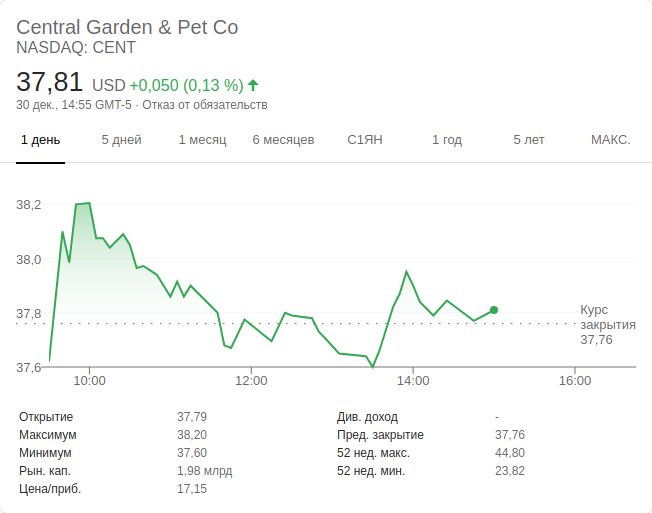 Central Garden & Pet Co
NASDAQ: CENT
37,81 USD +0,050 (0,13 %)
30 дек., 14:55 GMT-5 · Отказ от обязательств
1 день 5 дней 1 месяц 6 месяцев С1ЯН 1 год 5 лет МАКС.
38,2
38,0
37,8
37,6
Курс
закрытия
37,76
10:00 12:00 14:00 16:00
Открытие 37,79
Максимум 38,20
Минимум 37,60
Рын. кап. 1,98 млрд
Цена/приб. 17,15
Див. доход -
Пред. закрытие 37,76
52 нед. макс. 44,80
52 нед. мин. 23,82